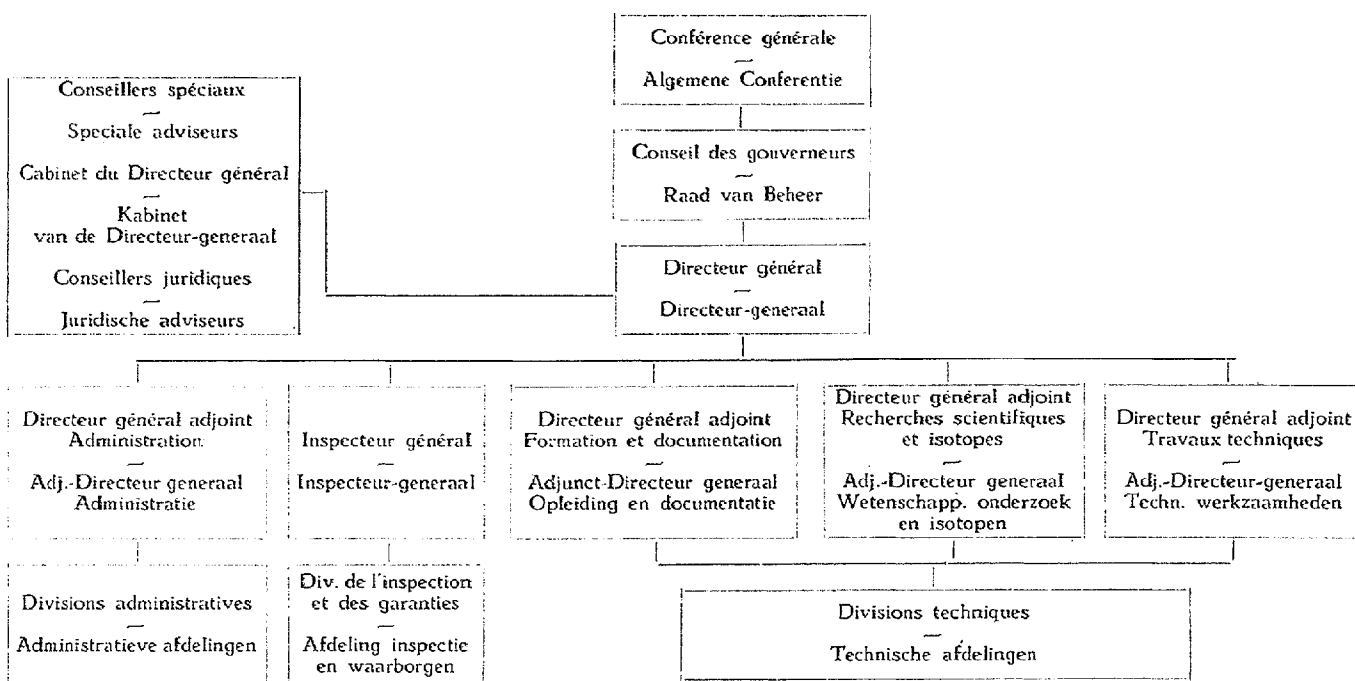 Conférence générale
Algemene Conferentie
Conseillers spéciaux
Speciale adviseurs
Cabinet du Directeur général
Kabinet
van de Directeur-generaal
Conseillers juridiques
Juridische adviseurs
Conseil des gouverneurs
Raad van Beheer
Directeur général
Directeur-generaal
Directeur général adjoint
Administration
Adj.-Directeur generaal
Administratie
Inspecteur général
Inspecteur-generaal
Directeur général adjoint
Formation et documentation
Adjunct-Directeur generaal
Opleiding en documentatie
Directeur général adjoint
Recherches scientifiques
et isotopes
Adj.-Directeur generaal
Wetenschapp. onderzoek
en isotopen
Directeur général adjoint
Travaux techniques
Adj.-Directeur-generaal
Techn. werkzaamheden
Divisions administratives
Administratieve afdelingen
Div. de l'inspection
et des garanties
Afdeling inspectie
en waarborgen
Divisions techniques
Technische afdelingen